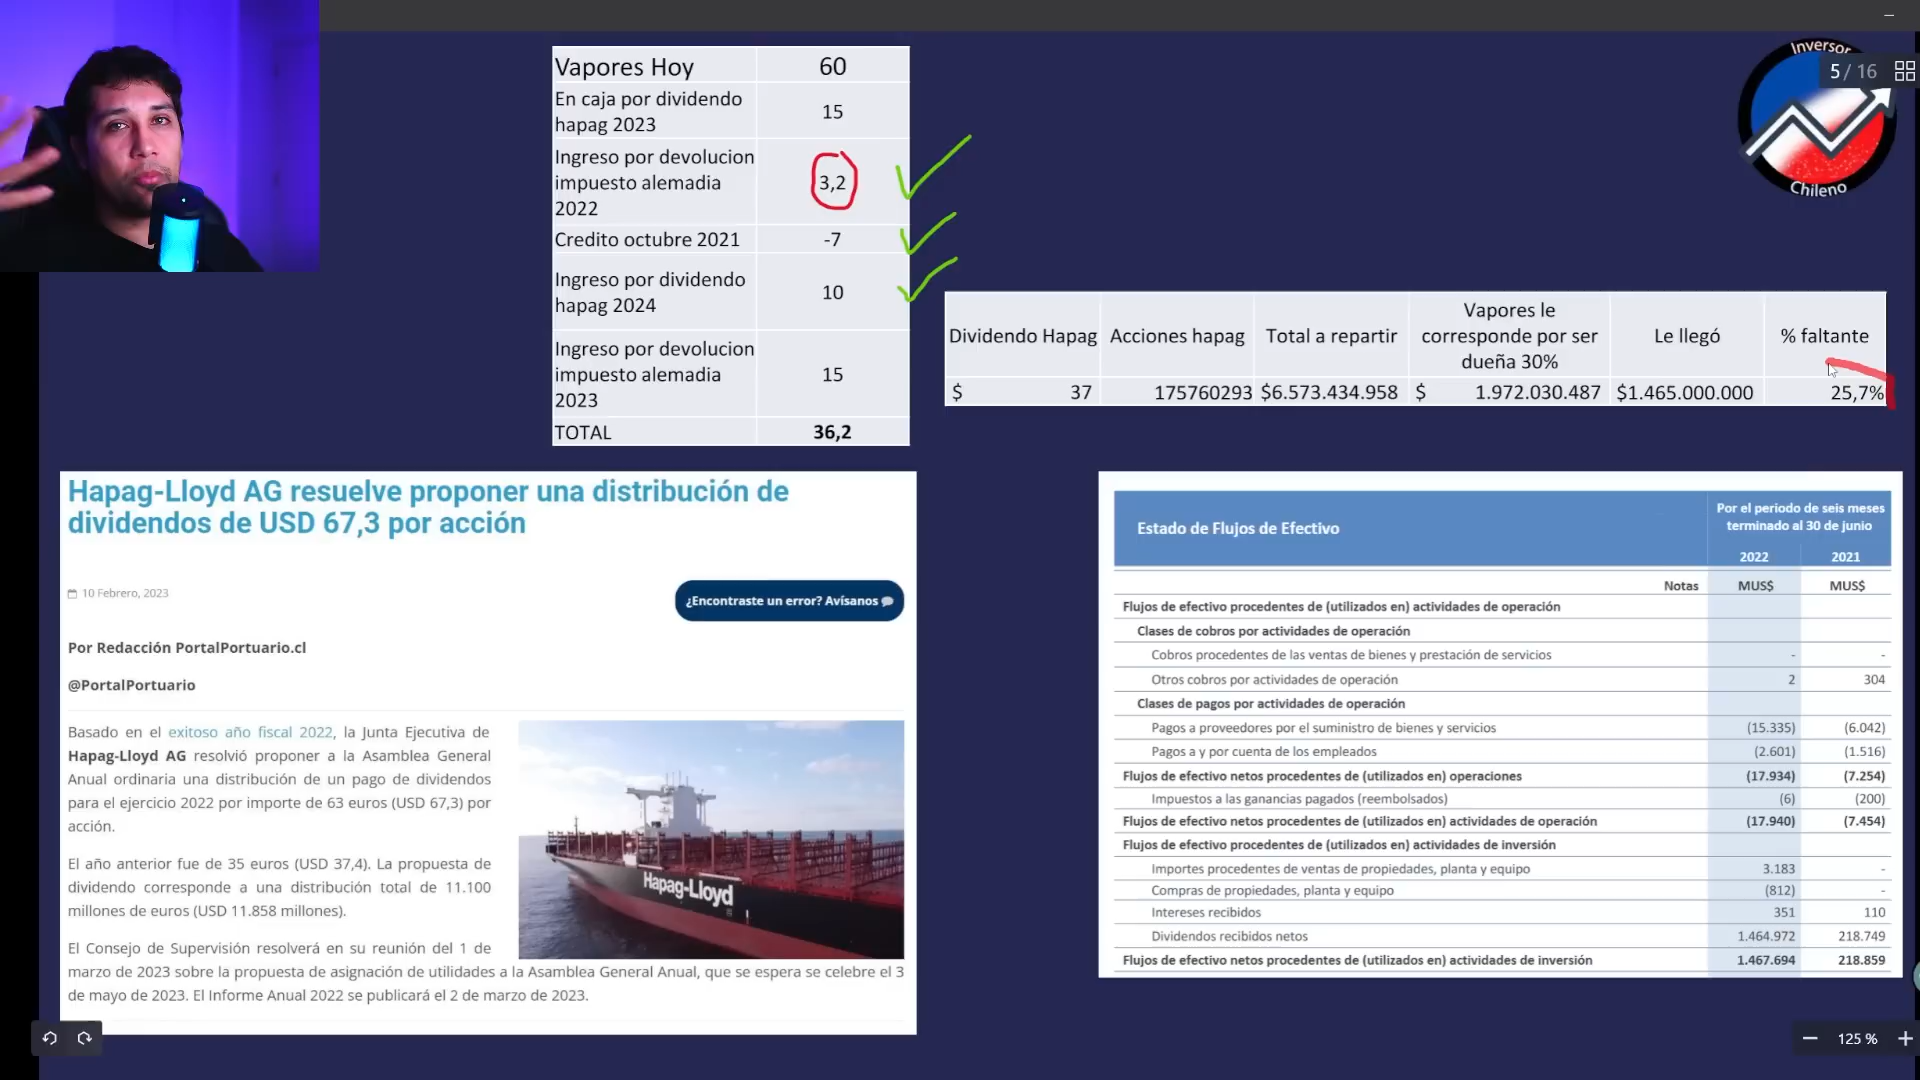 Vapores Hoy 60
En caja por dividendo
hapag 2023 15
Ingreso por devolucion
impuesto alemadia
2022 3,2
Credito octubre 2021 -7
Ingreso por dividendo
hapag 2024 10
Ingreso por devolucion
impuesto alemadia
2023 15
TOTAL 36,2
Inversor
Chileno
5 / 16
Dividendo Hapag Acciones hapag Total a repartir Vapores le
corresponde por ser
dueña 30% Le llegó % faltante
$ 37 175760293 $6.573.434.958 $ 1.972.030.487 $1.465.000.000 25,7%
Hapag-Lloyd AG resuelve proponer una distribución de
dividendos de USD 67,3 por acción
10 Febrero, 2023
¿Encontraste un error? Avísanos
Por Redacción PortalPortuario.cl
@PortalPortuario
Basado en el exitoso año fiscal 2022, la Junta Ejecutiva de
Hapag-Lloyd AG resolvió proponer a la Asamblea General
Anual ordinaria una distribución de un pago de dividendos
para el ejercicio 2022 por importe de 63 euros (USD 67,3) por
acción.
El año anterior fue de 35 euros (USD 37,4). La propuesta de
dividendo corresponde a una distribución total de 11.100
millones de euros (USD 11.858 millones).
El Consejo de Supervisión resolverá en su reunión del 1 de
marzo de 2023 sobre la propuesta de asignación de utilidades a la Asamblea General Anual, que se espera se celebre el 3
de mayo de 2023. El Informe Anual 2022 se publicará el 2 de marzo de 2023.
Hapag-Lloyd
Estado de Flujos de Efectivo
Por el periodo de seis meses
terminado al 30 de junio
2022 2021
Notas MUS$ MUS$
Flujos de efectivo procedentes de (utilizados en) actividades de operación
Clases de cobros por actividades de operación
Cobros procedentes de las ventas de bienes y prestación de servicios - -
Otros cobros por actividades de operación 2 304
Clases de pagos por actividades de operación
Pagos a proveedores por el suministro de bienes y servicios (15.335) (6.042)
Pagos a y por cuenta de los empleados (2.601) (1.516)
Flujos de efectivo netos procedentes de (utilizados en) operaciones (17.934) (7.254)
Impuestos a las ganancias pagados (reembolsados) (6) (200)
Flujos de efectivo netos procedentes de (utilizados en) actividades de operación (17.940) (7.454)
Flujos de efectivo procedentes de (utilizados en) actividades de inversión
Importes procedentes de ventas de propiedades, planta y equipo 3.183 -
Compras de propiedades, planta y equipo (812) -
Intereses recibidos 351 110
Dividendos recibidos netos 1.464.972 218.749
Flujos de efectivo netos procedentes de (utilizados en) actividades de inversión 1.467.694 218.859
125 %